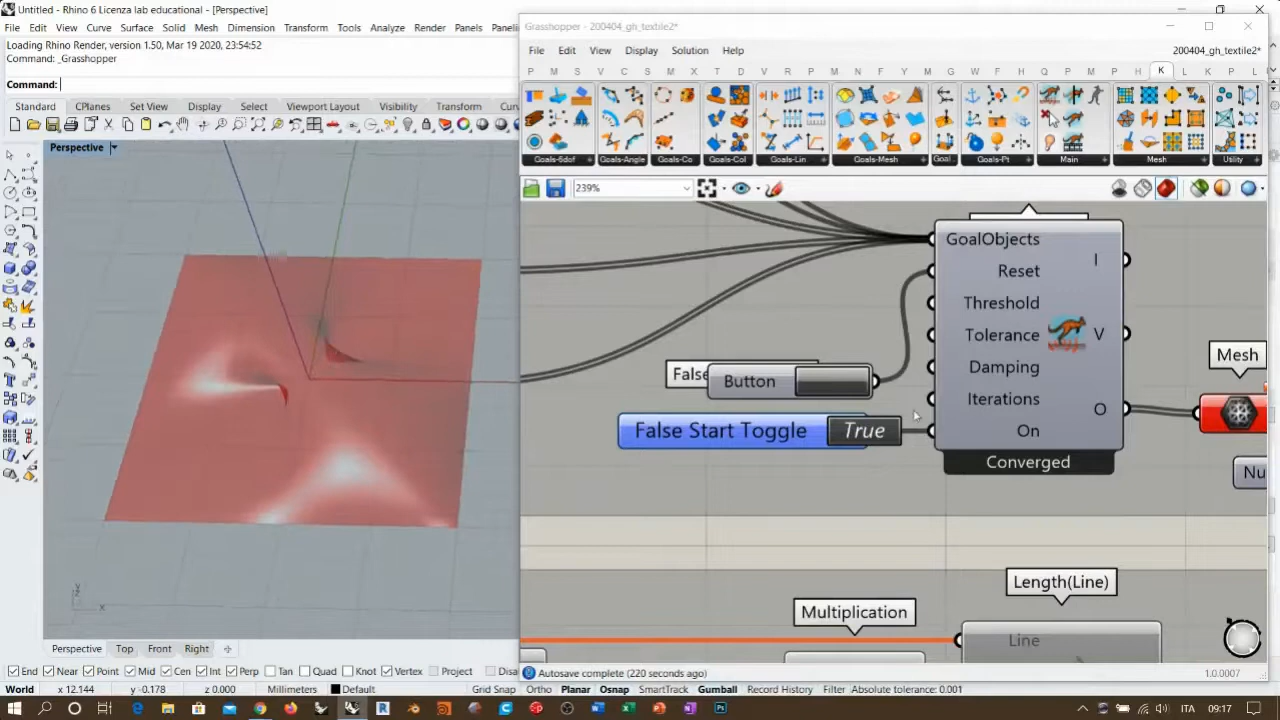 Untitled - Rhino 6 Licenza lab educational - [Perspective]
File Edit View Curve Surface Solid Mesh Dimension Transform Tools Analyze Render Panels
Loading Rhino Render, version 1.50, Mar 19 2020, 23:54:52
Command: _Grasshopper
Command:
Standard CPlanes Set View Display Select Viewport Layout Visibility Transform
Perspective
Grasshopper - 200404_gh_textile2*
File Edit View Display Solution Help 200404_gh_textile2*
P M S V C S M X S T D V R P S V M N F Y M G F H Q P M P H K L W P L
Goals-6dof Goals-Angle Goals-Co Goals-Col Goals-Lin Goals-Mesh Goal Goals-Pt Main Mesh Utility
239%
GoalObjects
Reset
Threshold
Tolerance
Damping
Iterations
On
I
V
O
Converged
False
Button
False Start Toggle True
Mesh
Nu
Length(Line)
Multiplication
Line
Perspective Top Front Right
Autosave complete (220 seconds ago) 1.0.0007
End Near Point Mid Cen Int Perp Tan Quad Knot Vertex Project Disa
World x 12.144 y -0.178 z 0.000 Millimeters Default Grid Snap Ortho Planar Osnap SmartTrack Gumball Record History Filter Absolute tolerance: 0.001
ITA 09:17